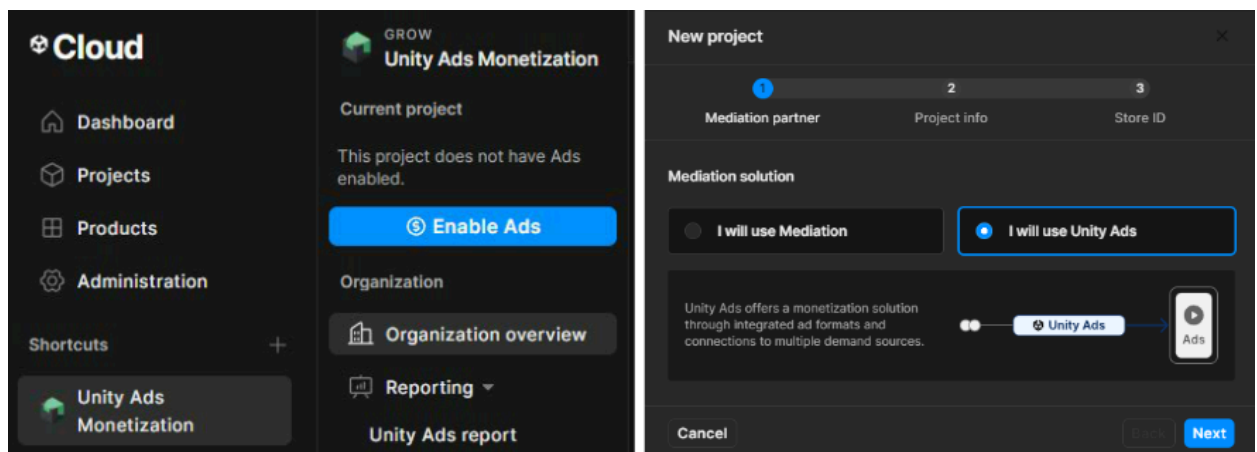 Cloud
Dashboard
Projects
Products
Administration
Shortcuts
Unity Ads
Monetization
GROW
Unity Ads Monetization
Current project
This project does not have Ads
enabled.
Enable Ads
Organization
Organization overview
Reporting
Unity Ads report
New project
1
2
3
Mediation partner
Project info
Store ID
Mediation solution
I will use Mediation
I will use Unity Ads
Unity Ads offers a monetization solution
through integrated ad formats and
connections to multiple demand sources.
Unity Ads
Ads
Cancel
Back
Next